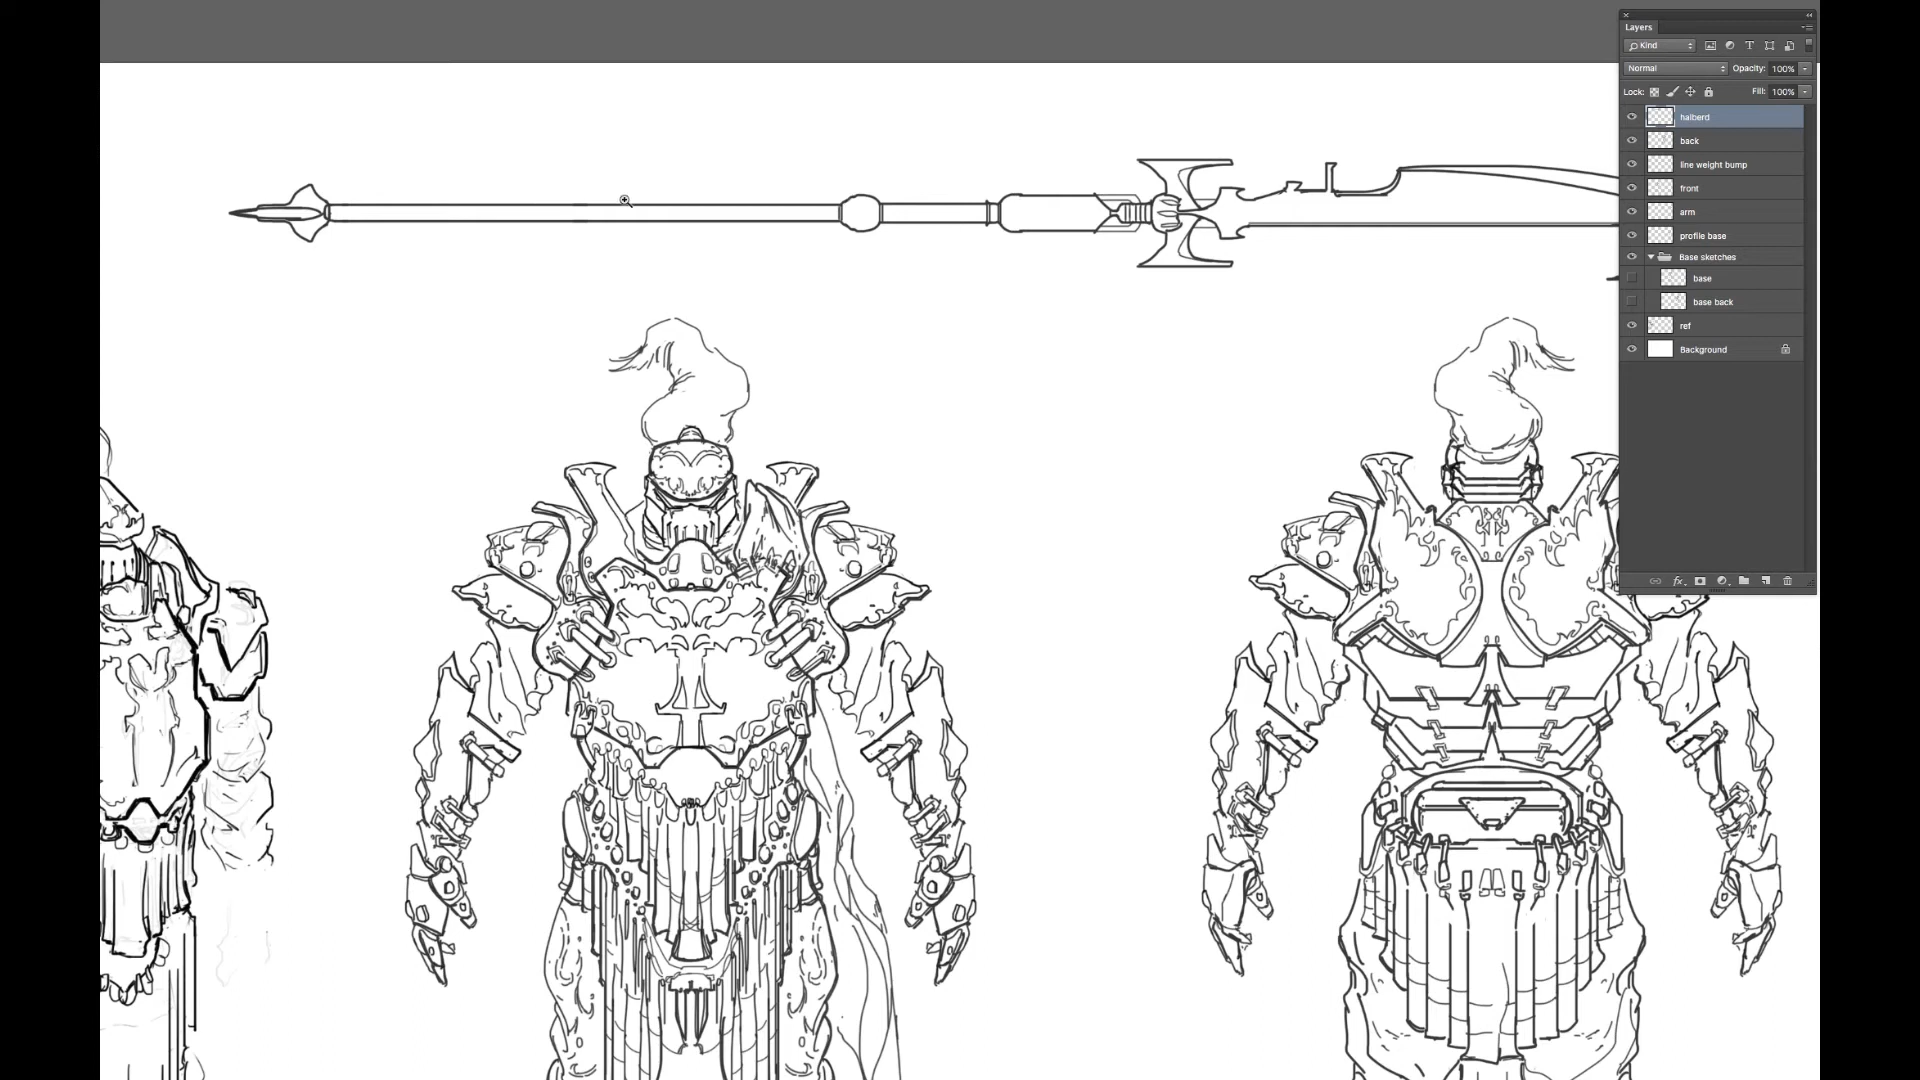 Layers
Kind
Normal Opacity: 100%
Lock: Fill: 100%
halberd
back
line weight bump
front
arm
profile base
Base sketches
base
base back
ref
Background
fx